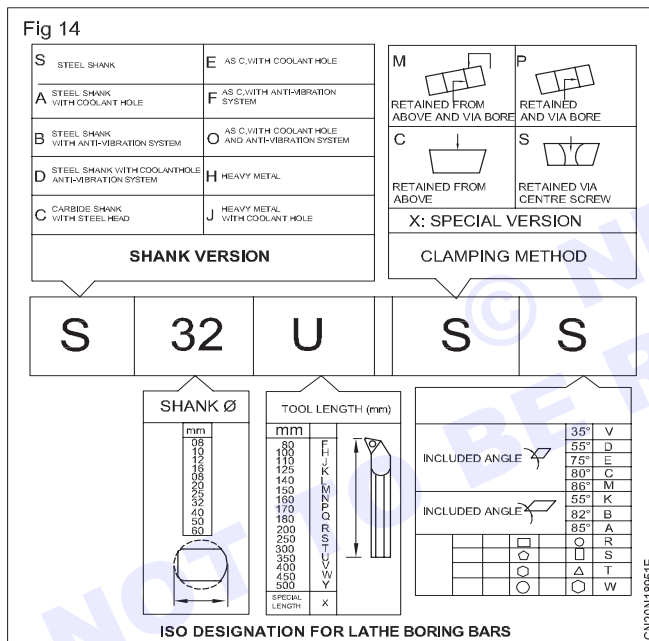 Fig 14
S STEEL SHANK
E AS C,WITH COOLANT HOLE
A STEEL SHANK
WITH COOLANT HOLE
F AS C,WITH ANTI-VIBRATION
SYSTEM
B STEEL SHANK
WITH ANTI-VIBRATION SYSTEM
O AS C,WITH COOLANT HOLE
AND ANTI-VIBRATION SYSTEM
D STEEL SHANK WITH COOLANTHOLE
ANTI-VIBRATION SYSTEM
H HEAVY METAL
C CARBIDE SHANK
WITH STEEL HEAD
J HEAVY METAL
WITH COOLANT HOLE
SHANK VERSION
M
RETAINED FROM
ABOVE AND VIA BORE
P
RETAINED
AND VIA BORE
C
RETAINED FROM
ABOVE
S
RETAINED VIA
CENTRE SCREW
X: SPECIAL VERSION
CLAMPING METHOD
S 32 U S S
SHANK Ø
mm
08
10
12
16
08
20
25
32
40
50
60
TOOL LENGTH (mm)
mm
80 F
100 H
110 J
125 K
140 L
150 M
160 N
170 P
180 Q
200 R
250 S
300 T
350 U
400 V
450 W
500 Y
SPECIAL
LENGTH X
INCLUDED ANGLE
35° V
55° D
75° E
80° C
86° M
INCLUDED ANGLE
55° K
82° B
85° A
R
S
T
W
ISO DESIGNATION FOR LATHE BORING BARS
© N
BE R
NOT TO BE